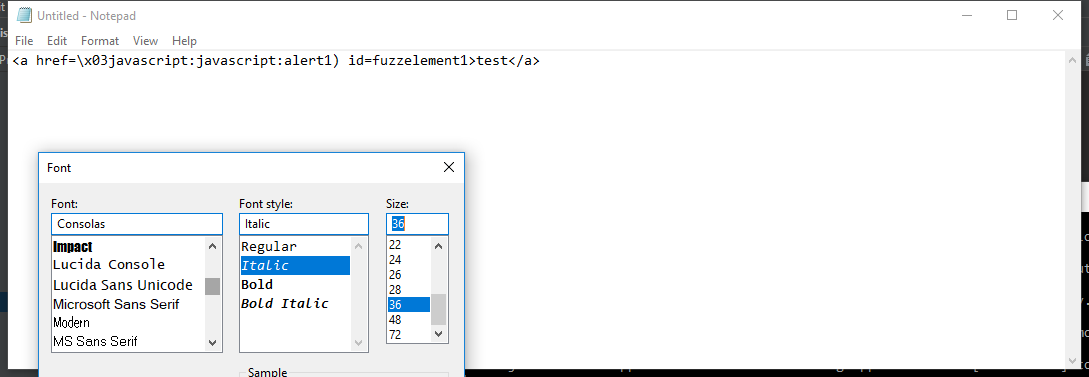 Untitled - Notepad
File Edit Format View Help
<a href=\x03javascript:javascript:alert1) id=fuzzelement1>test</a>
Font
Font: Font style: Size:
Consolas Italic 36
Impact Regular 22
Lucida Console Italic 24
Lucida Sans Unicode Bold 26
Microsoft Sans Serif Bold Italic 28
Modern 36
MS Sans Serif 48
72
Sample